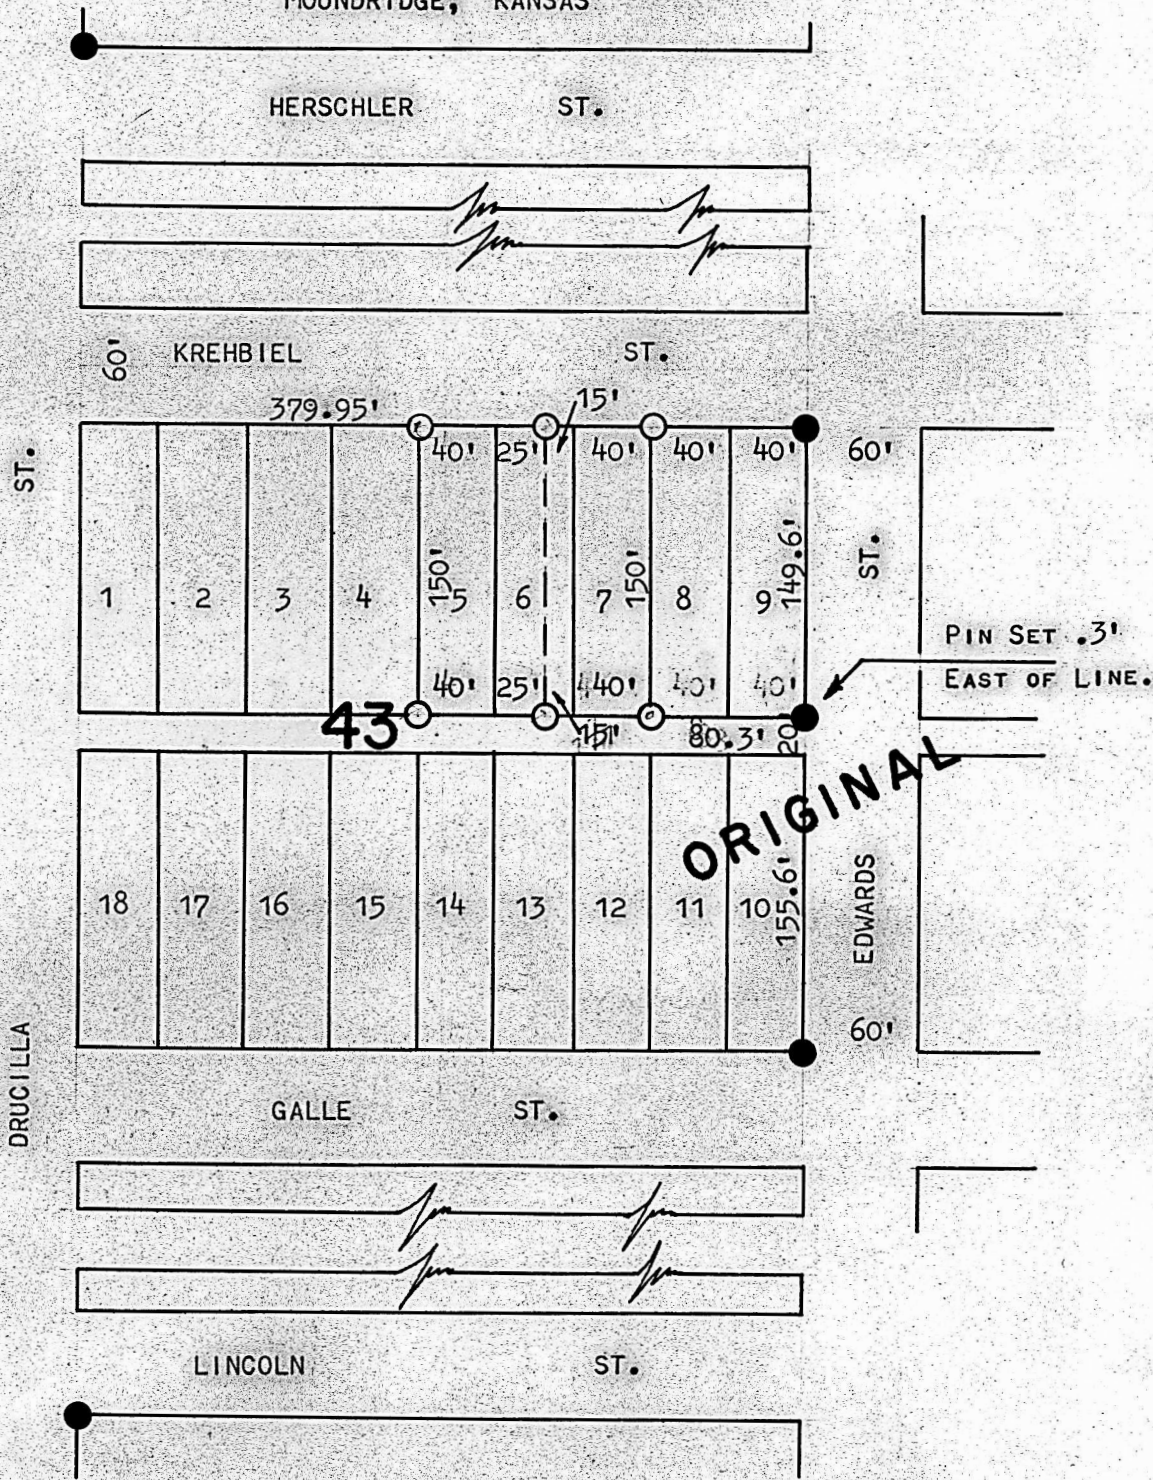 MOUNDRIDGE, KANSAS
HERSCHLER ST.
60' KREHBIEL ST.
379.95' 15'
40' 25' 40' 40' 40' 60'
ST.
ST.
150' 150' 149.6'
1 2 3 4 5 6 7 8 9
PIN SET .3'
EAST OF LINE.
40' 25' 40' 40' 40'
43 15' 80.3' 20
ORIGINAL
155.6'
18 17 16 15 14 13 12 11 10
EDWARDS
60'
DRUCILLA
GALLE ST.
LINCOLN ST.